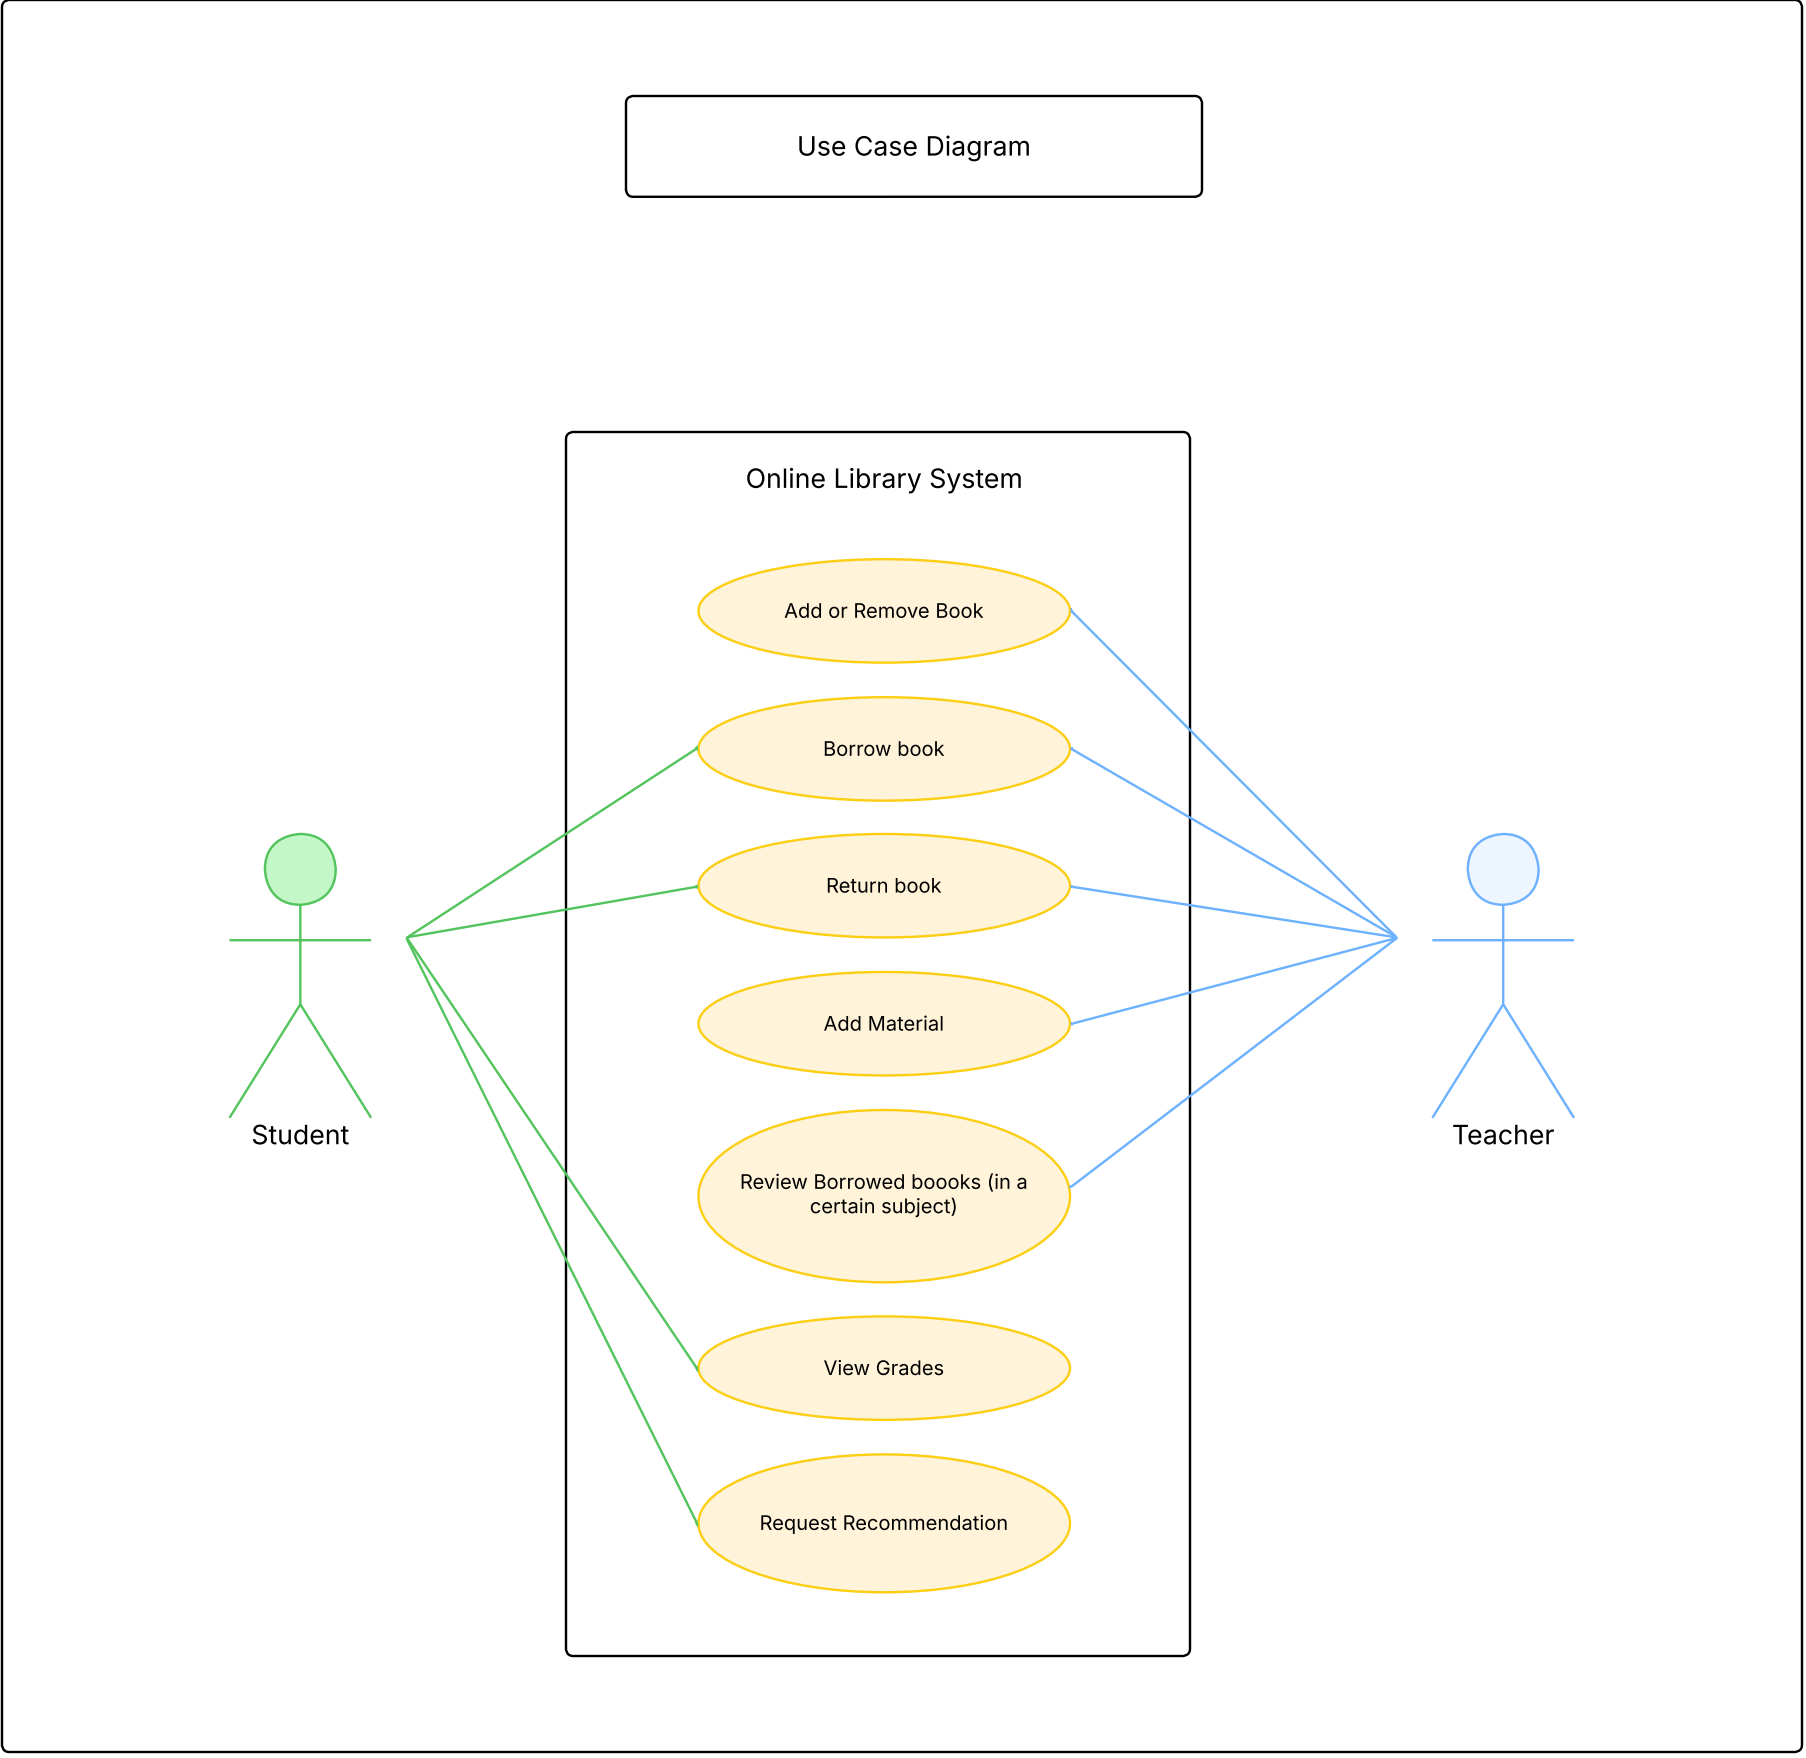 Use Case Diagram
Online Library System
Add or Remove Book
Borrow book
Return book
Add Material
Student
Teacher
Review Borrowed boooks (in a
certain subject)
View Grades
Request Recommendation